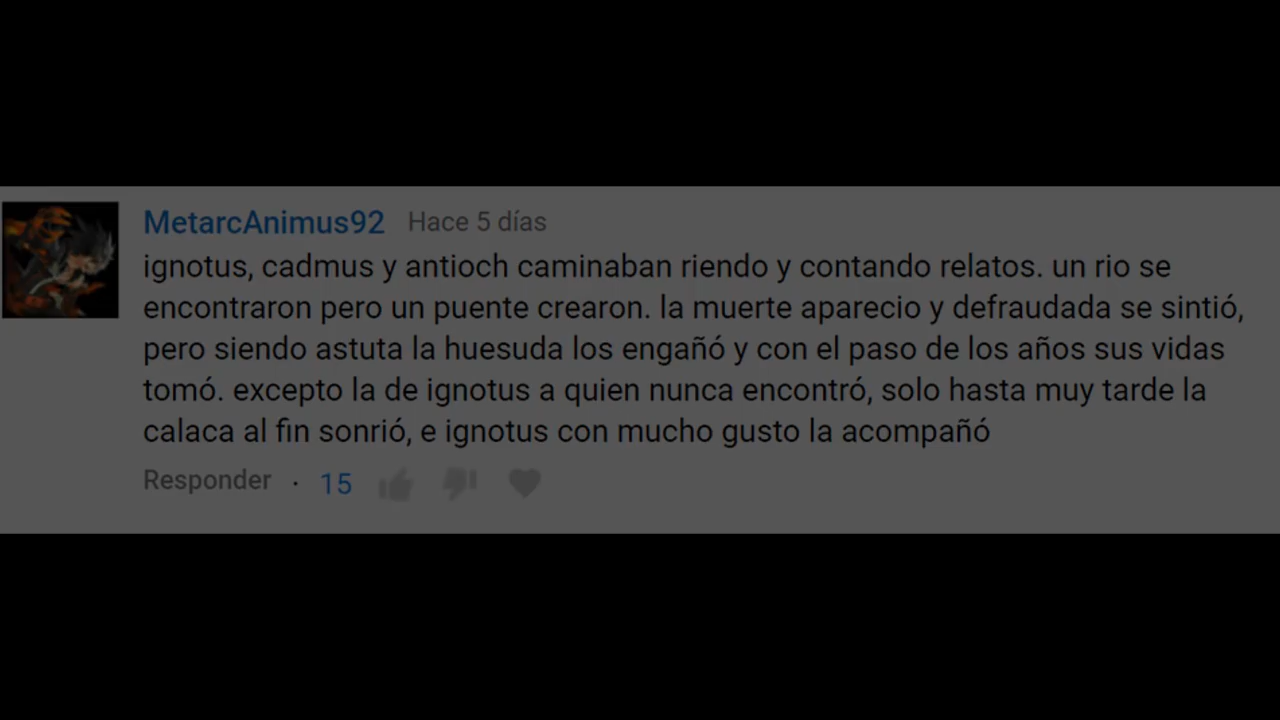 MetarcAnimus92 Hace 5 días
ignotus, cadmus y antioch caminaban riendo y contando relatos. un rio se
encontraron pero un puente crearon. la muerte aparecio y defraudada se sintió,
pero siendo astuta la huesuda los engañó y con el paso de los años sus vidas
tomó. excepto la de ignotus a quien nunca encontró, solo hasta muy tarde la
calaca al fin sonrió, e ignotus con mucho gusto la acompañó
Responder · 15